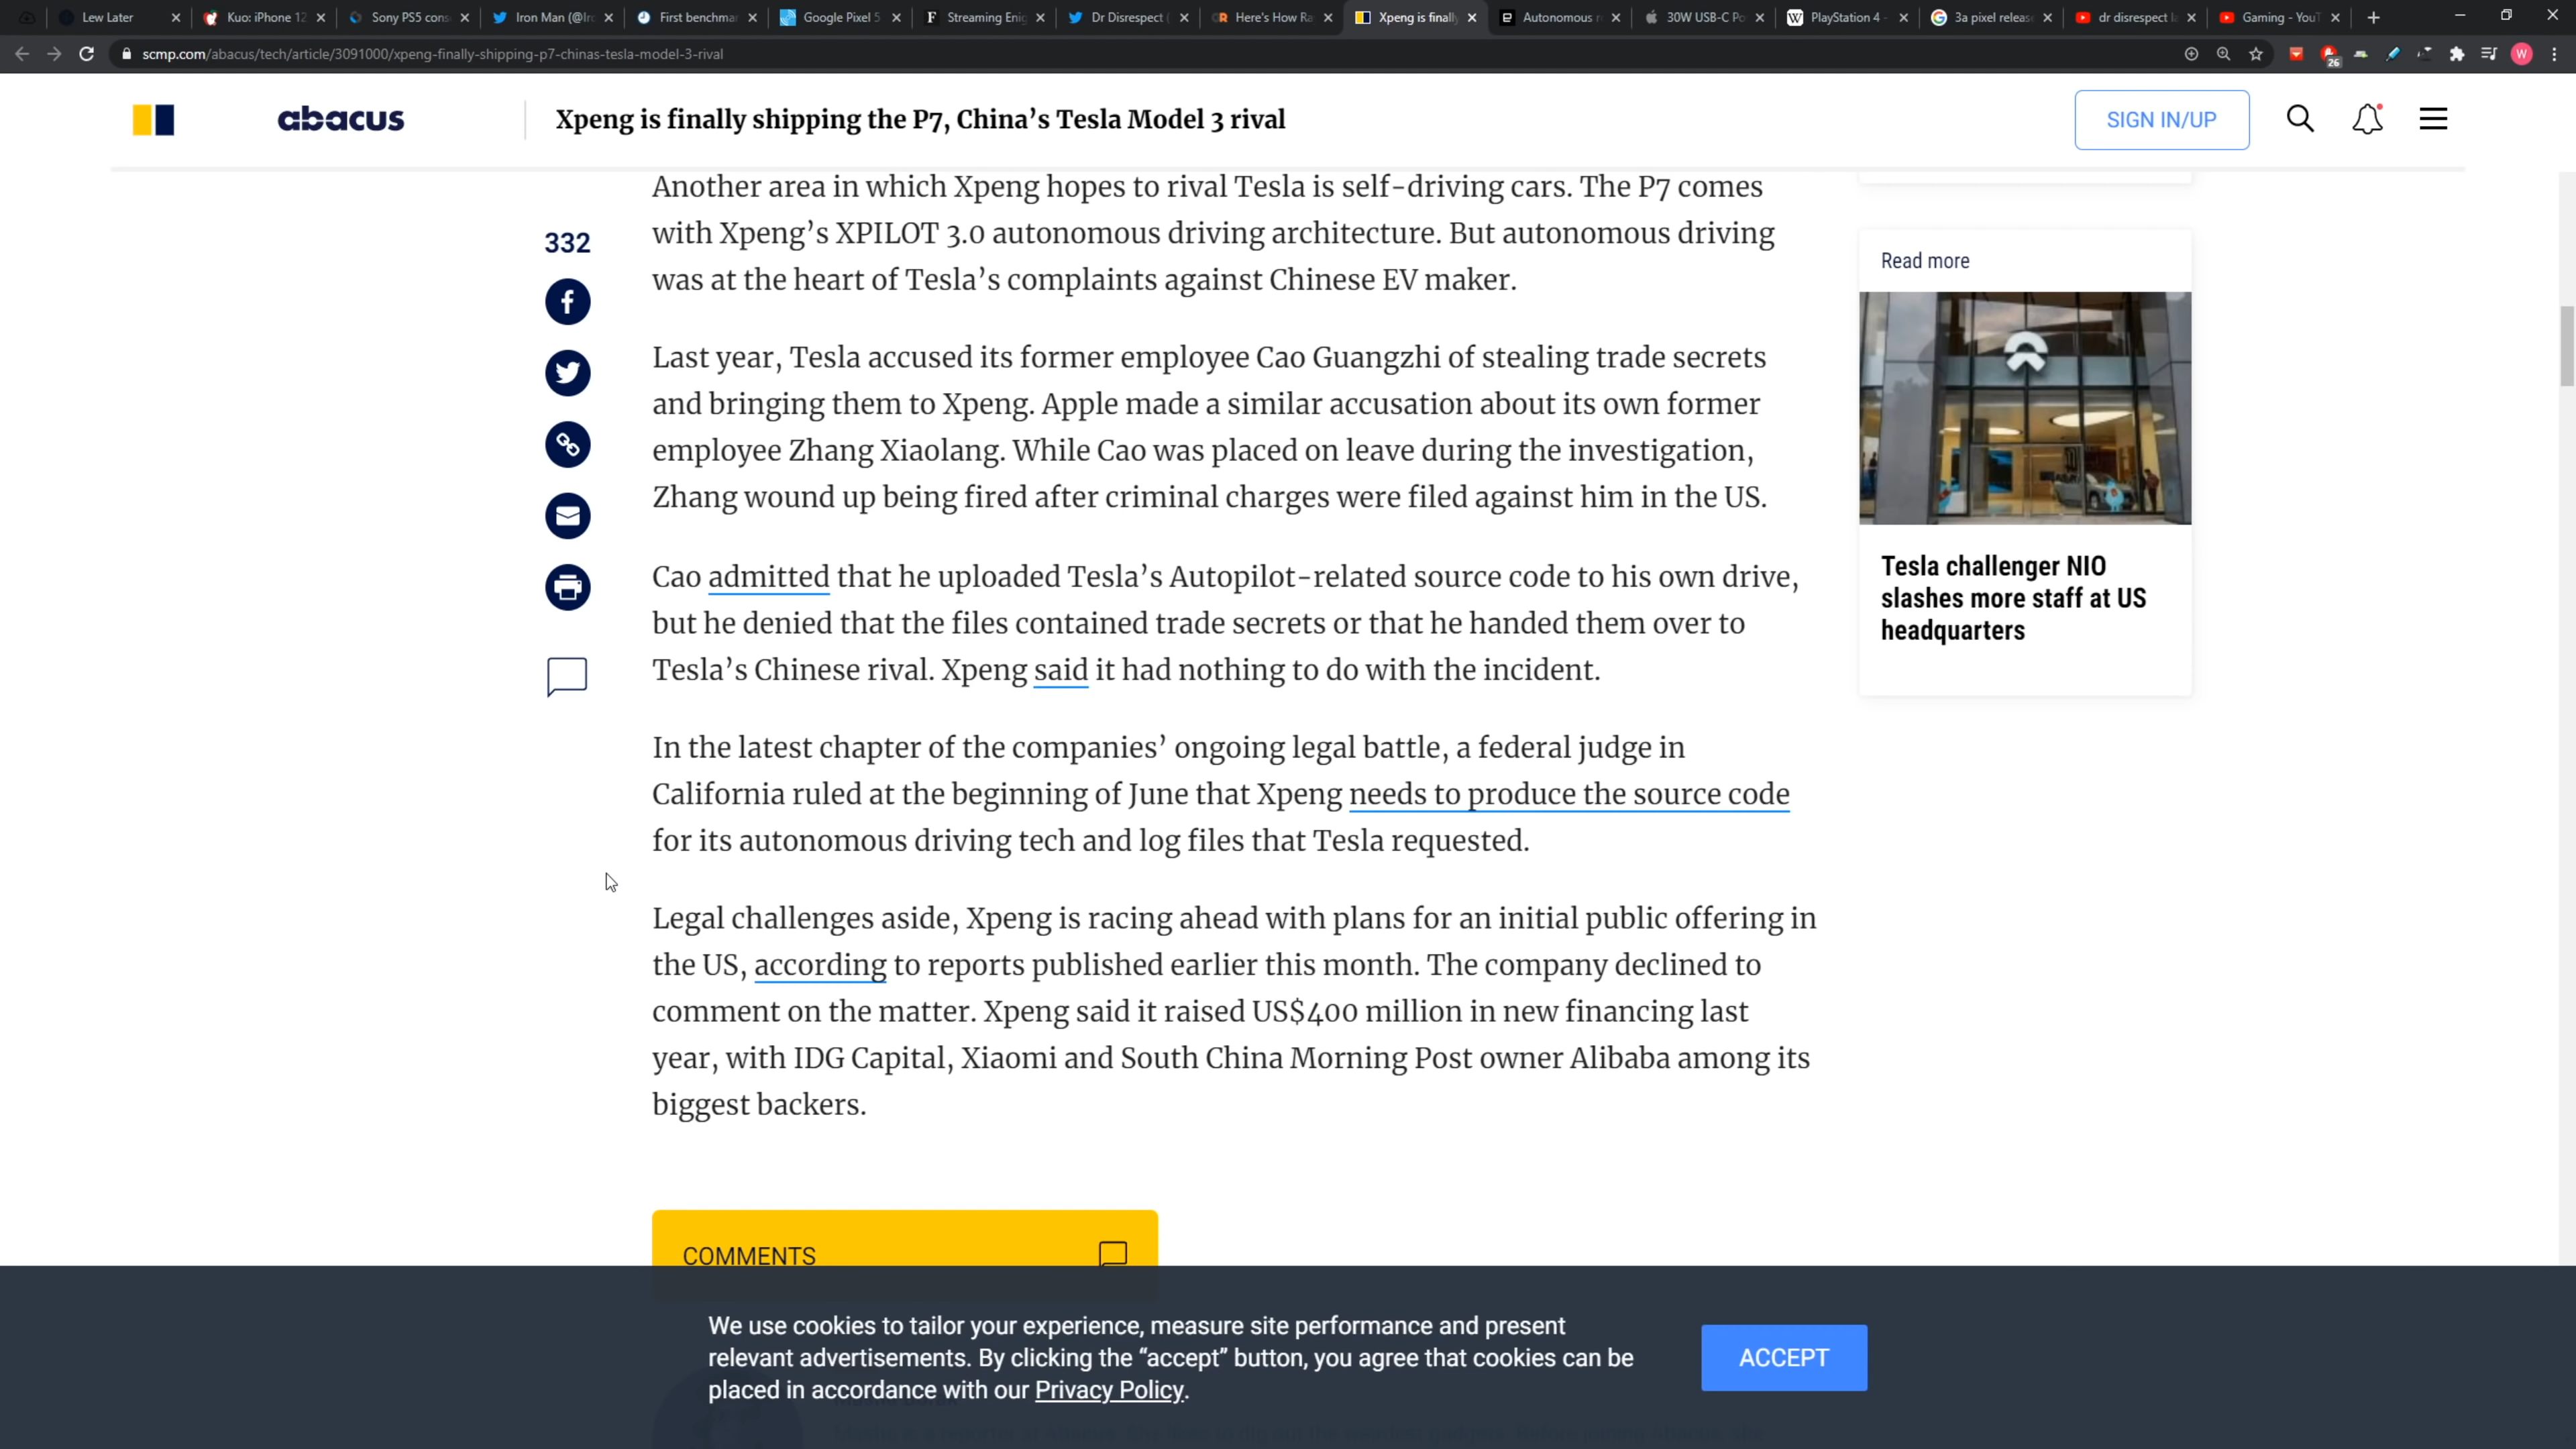 Lew Later
Kuo: iPhone 12
Sony PS5 cons
Iron Man (@Iro
First benchmar
Google Pixel 5
Streaming Enig
Dr Disrespect (
Here's How Ra
Xpeng is finally
Autonomous r
30W USB-C Po
PlayStation 4 -
3a pixel releas
dr disrespect la
Gaming - YouT
scmp.com/abacus/tech/article/3091000/xpeng-finally-shipping-p7-chinas-tesla-model-3-rival
26
W
abacus
Xpeng is finally shipping the P7, China's Tesla Model 3 rival
SIGN IN/UP
332
Another area in which Xpeng hopes to rival Tesla is self-driving cars. The P7 comes
with Xpeng's XPILOT 3.0 autonomous driving architecture. But autonomous driving
was at the heart of Tesla's complaints against Chinese EV maker.
Last year, Tesla accused its former employee Cao Guangzhi of stealing trade secrets
and bringing them to Xpeng. Apple made a similar accusation about its own former
employee Zhang Xiaolang. While Cao was placed on leave during the investigation,
Zhang wound up being fired after criminal charges were filed against him in the US.
Cao admitted that he uploaded Tesla's Autopilot-related source code to his own drive,
but he denied that the files contained trade secrets or that he handed them over to
Tesla's Chinese rival. Xpeng said it had nothing to do with the incident.
In the latest chapter of the companies' ongoing legal battle, a federal judge in
California ruled at the beginning of June that Xpeng needs to produce the source code
for its autonomous driving tech and log files that Tesla requested.
Legal challenges aside, Xpeng is racing ahead with plans for an initial public offering in
the US, according to reports published earlier this month. The company declined to
comment on the matter. Xpeng said it raised US$400 million in new financing last
year, with IDG Capital, Xiaomi and South China Morning Post owner Alibaba among its
biggest backers.
Read more
Tesla challenger NIO
slashes more staff at US
headquarters
COMMENTS
We use cookies to tailor your experience, measure site performance and present
relevant advertisements. By clicking the “accept” button, you agree that cookies can be
placed in accordance with our Privacy Policy.
ACCEPT